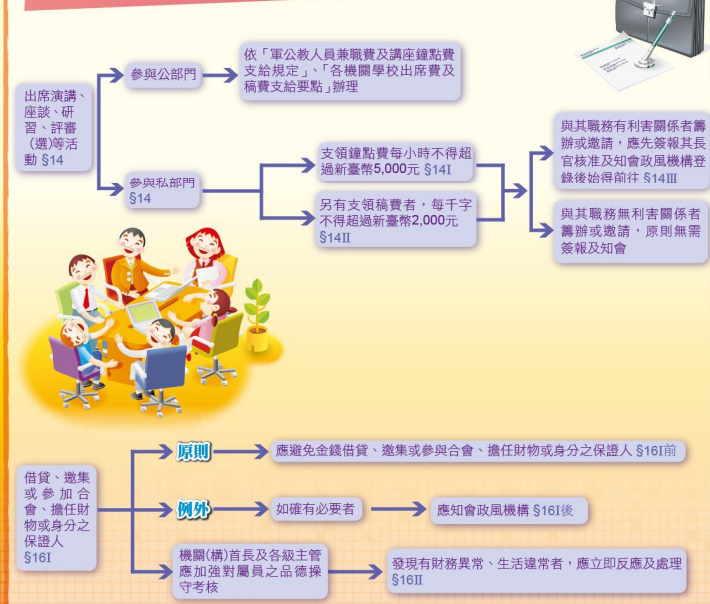 出席演講、
座談、研
習、評審
(選)等活
動 §14
參與公部門
依「軍公教人員兼職費及講座鐘點費
支給規定」、「各機關學校出席費及
稿費支給要點」辦理
參與私部門
§14
支領鐘點費每小時不得超
過新臺幣5,000元 §14I
另有支領稿費者，每千字
不得超過新臺幣2,000元
§14II
與其職務有利害關係者籌
辦或邀請，應先簽報其長
官核准及知會政風機構登
錄後始得前往 §14III
與其職務無利害關係者
籌辦或邀請，原則無需
簽報及知會
借貸、邀集
或參加合
會、擔任財
物或身分之
保證人
§16I
原則
應避免金錢借貸、邀集或參與合會、擔任財物或身分之保證人 §16I前
例外
如確有必要者
應知會政風機構 §16I後
機關(構)首長及各級主管
應加強對屬員之品德操
守考核
發現有財務異常、生活違常者，應立即反應及處理
§16II